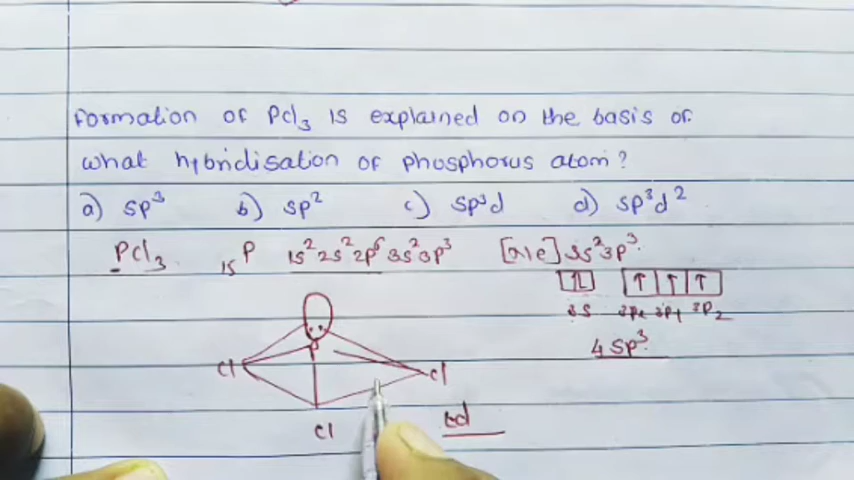 Formation of PCl3 is explained on the basis of
what hybridisation of phosphorus atom?
a) sp³ b) sp² c) sp³d d) sp³d²
PCl3 15P 1s² 2s² 2p⁶ 3s² 3p³ [Ne] 3s² 3p³
3s
4 sp³
P
Cl Cl
Cl